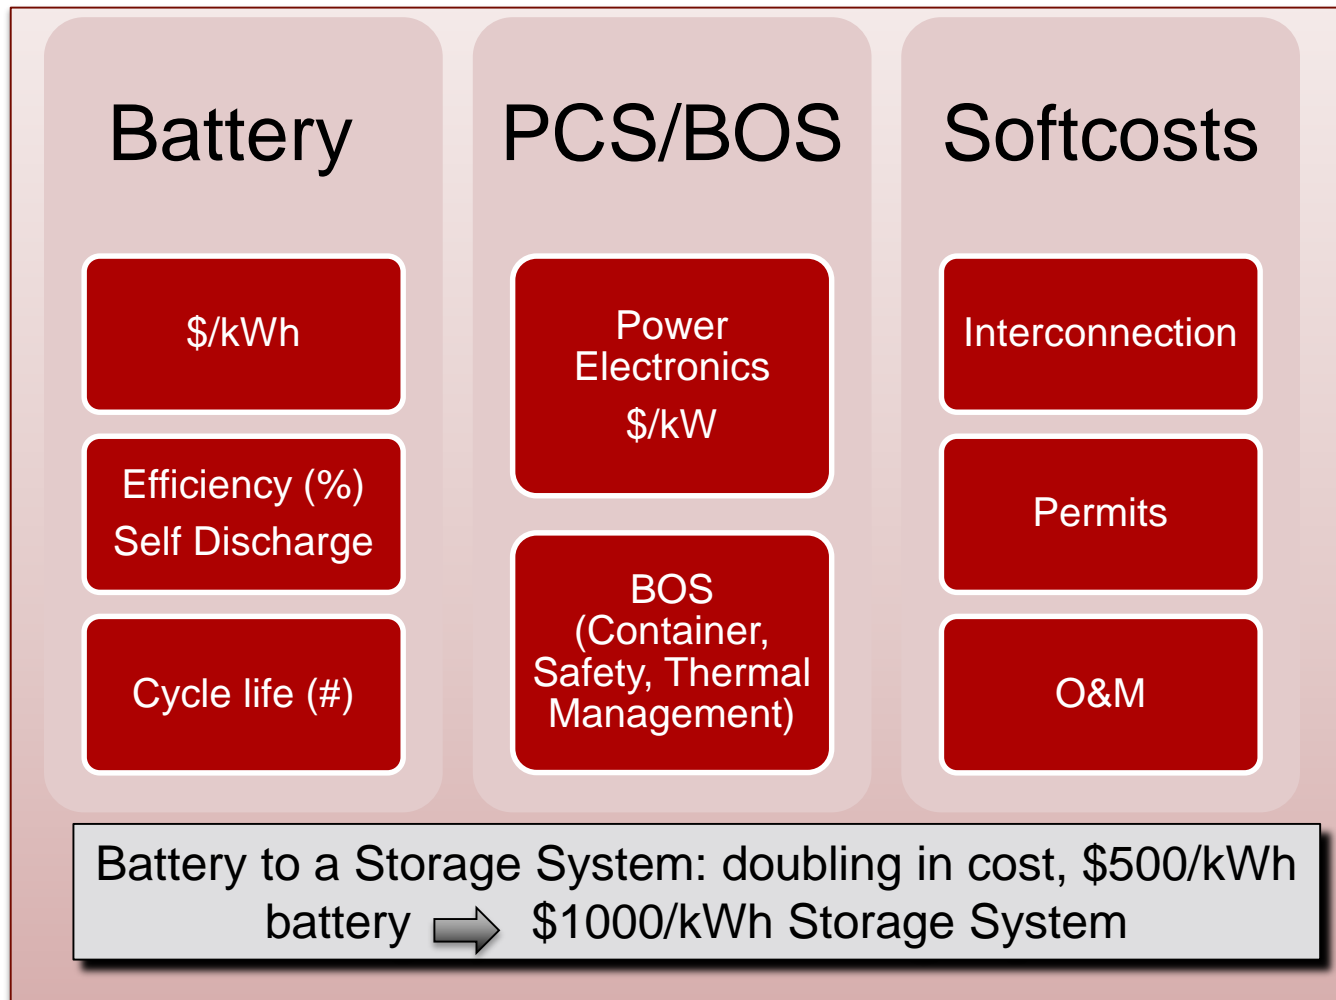 Battery
$/kWh
Efficiency (%)
Self Discharge
Cycle life (#)
PCS/BOS
Power
Electronics
$/kW
BOS
(Container,
Safety, Thermal
Management)
Softcosts
Interconnection
Permits
O&M
Battery to a Storage System: doubling in cost, $500/kWh
battery $1000/kWh Storage System